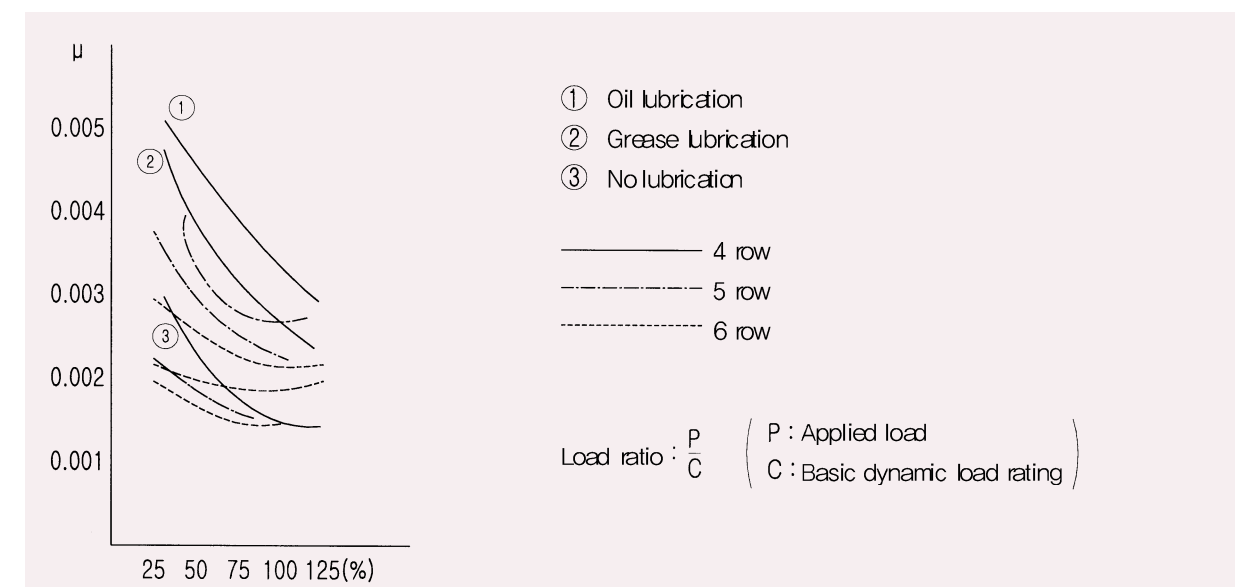 μ
0.005
0.004
0.003
0.002
0.001
25 50 75 100 125(%)
①
②
③
① Oil lubrication
② Grease lubrication
③ No lubrication
4 row
5 row
6 row
Load ratio : P/C ( P : Applied load
C : Basic dynamic load rating )